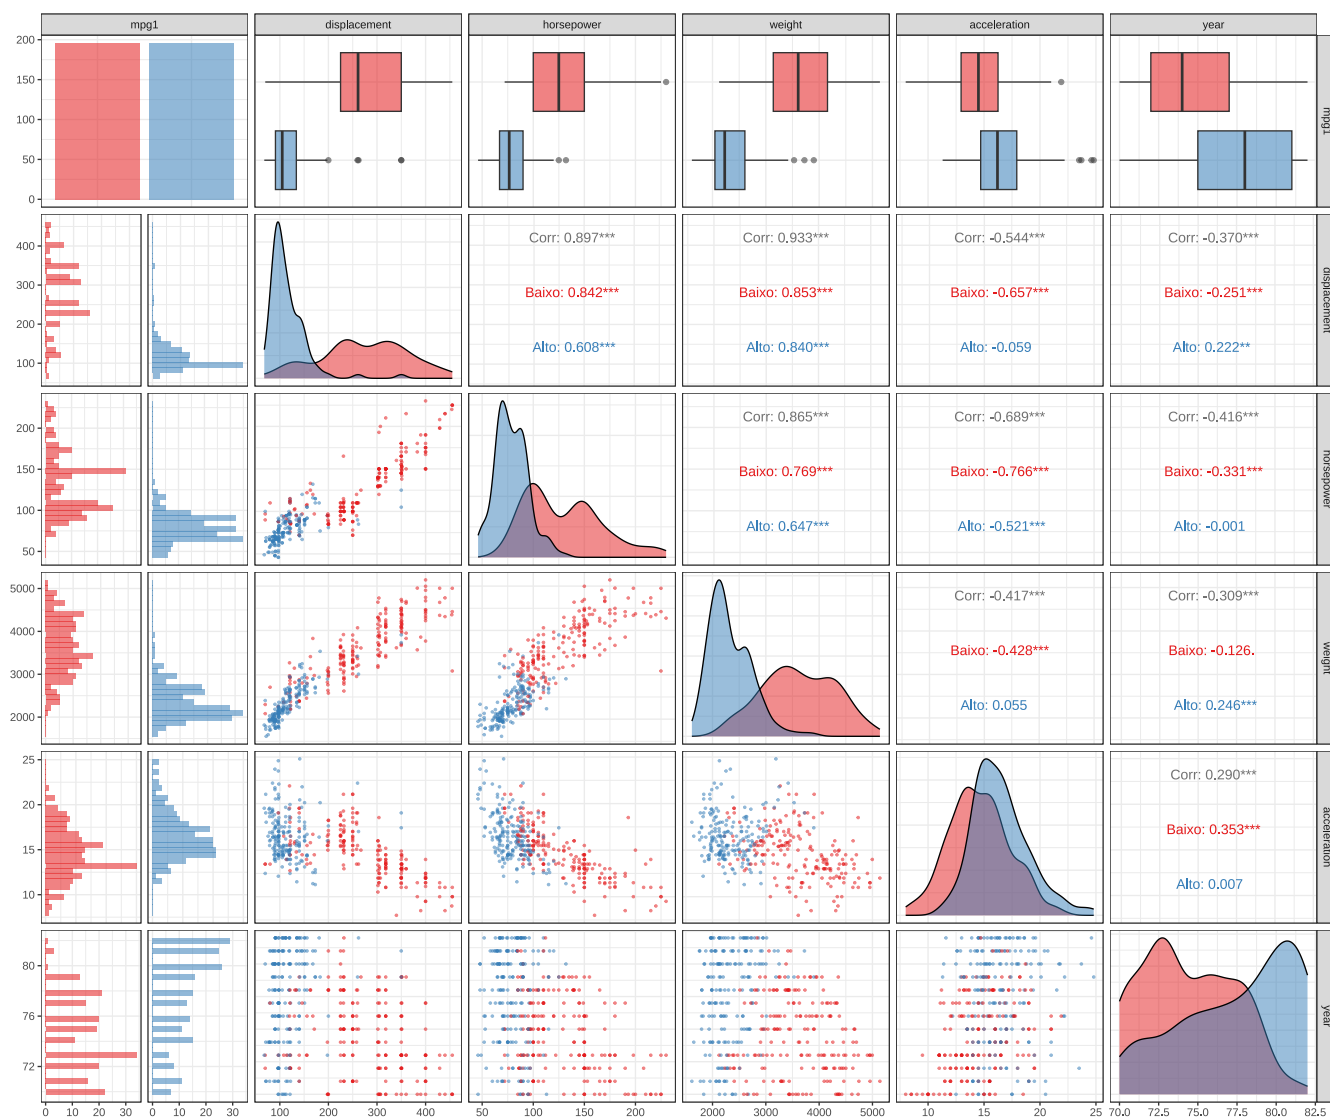 mpg1 displacement horsepower weight acceleration year
200
150
100
50
0
mpg1
Corr: 0.897*** Corr: 0.933*** Corr: -0.544*** Corr: -0.370***
Baixo: 0.842*** Baixo: 0.853*** Baixo: -0.657*** Baixo: -0.251***
Alto: 0.608*** Alto: 0.840*** Alto: -0.059 Alto: 0.222**
400
300
200
100
displacement
Corr: 0.865*** Corr: -0.689*** Corr: -0.416***
Baixo: 0.769*** Baixo: -0.766*** Baixo: -0.331***
Alto: 0.647*** Alto: -0.521*** Alto: -0.001
200
150
100
50
horsepower
Corr: -0.417*** Corr: -0.309***
Baixo: -0.428*** Baixo: -0.126.
Alto: 0.055 Alto: 0.246***
5000
4000
3000
2000
weight
Corr: 0.290***
Baixo: 0.353***
Alto: 0.007
25
20
15
10
acceleration
80
76
72
year
0 10 20 30 0 10 20 30 100 200 300 400 50 100 150 200 2000 3000 4000 5000 10 15 20 25 70.0 72.5 75.0 77.5 80.0 82.5